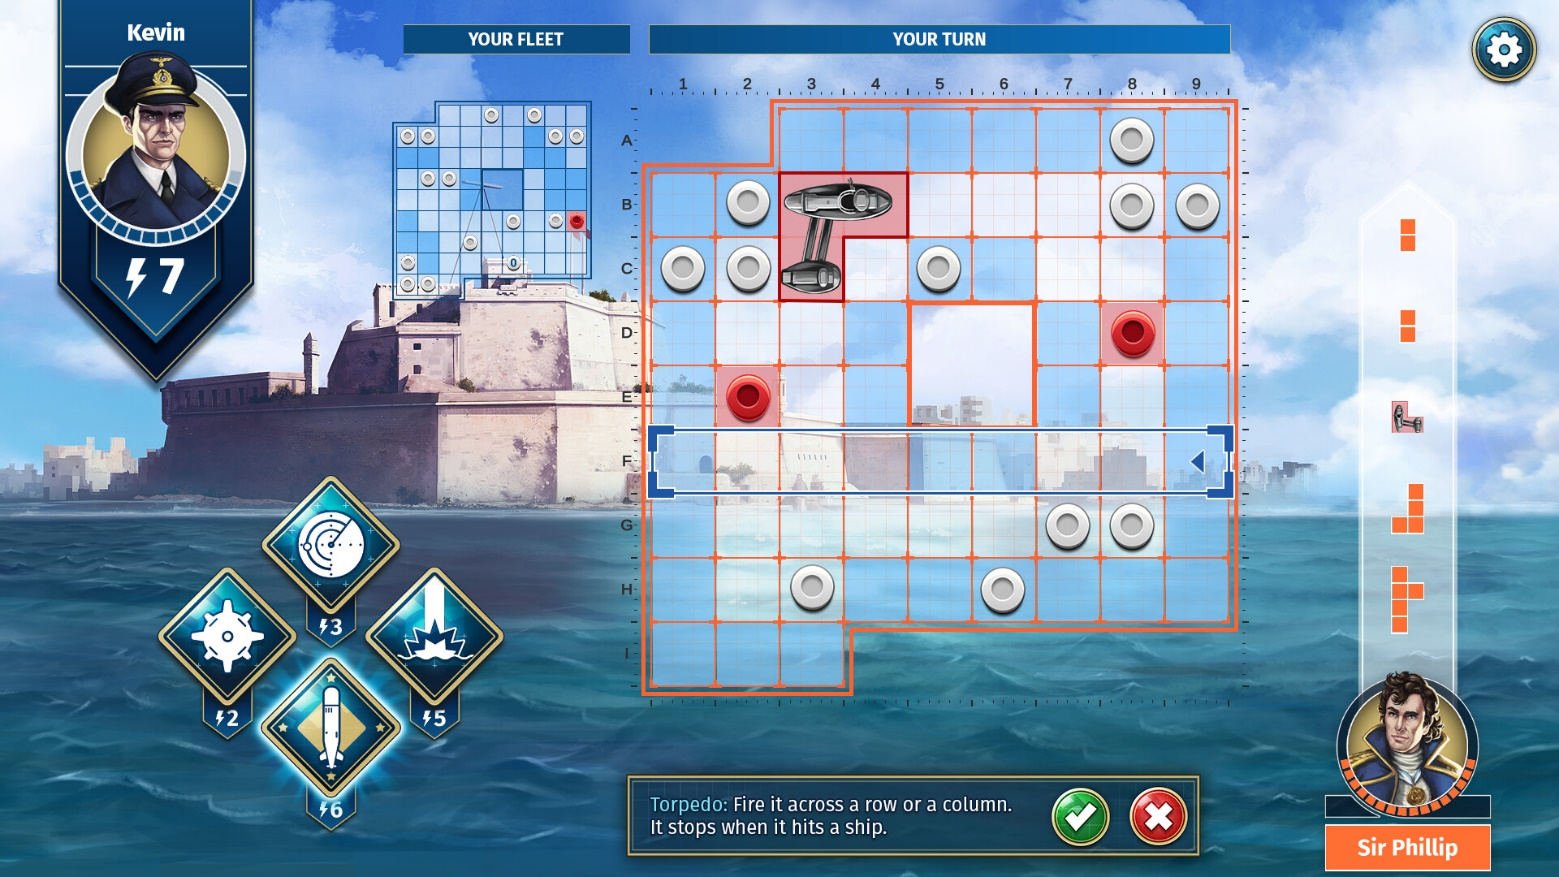 Kevin
YOUR FLEET
YOUR TURN
1 2 3 4 5 6 7 8 9
A
B
C
D
E
F
G
H
I
0
7
3
2
5
6
Torpedo: Fire it across a row or a column.
It stops when it hits a ship.
Sir Phillip